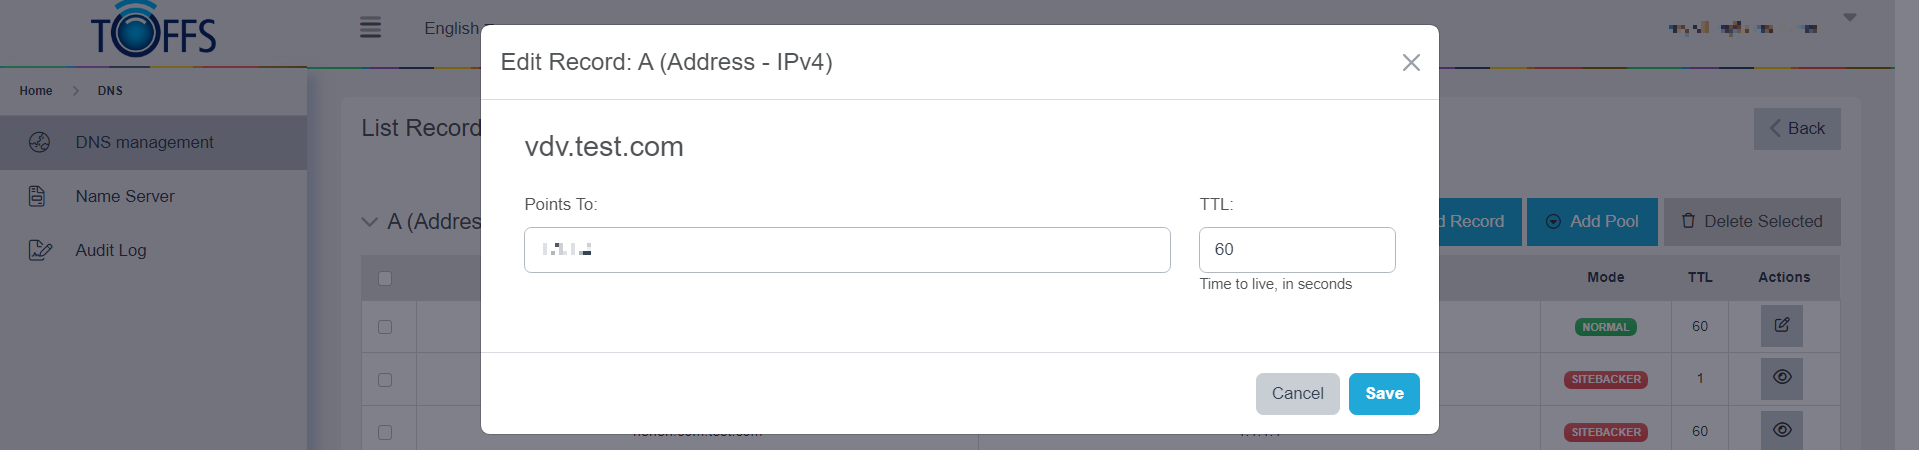 TOFFS
English
Home > DNS
DNS management
Name Server
Audit Log
List Record
Back
A (Addres
d Record
Add Pool
Delete Selected
Mode TTL Actions
NORMAL 60
SITEBACKER 1
SITEBACKER 60
Edit Record: A (Address - IPv4)
vdv.test.com
Points To:
TTL:
60
Time to live, in seconds
Cancel
Save